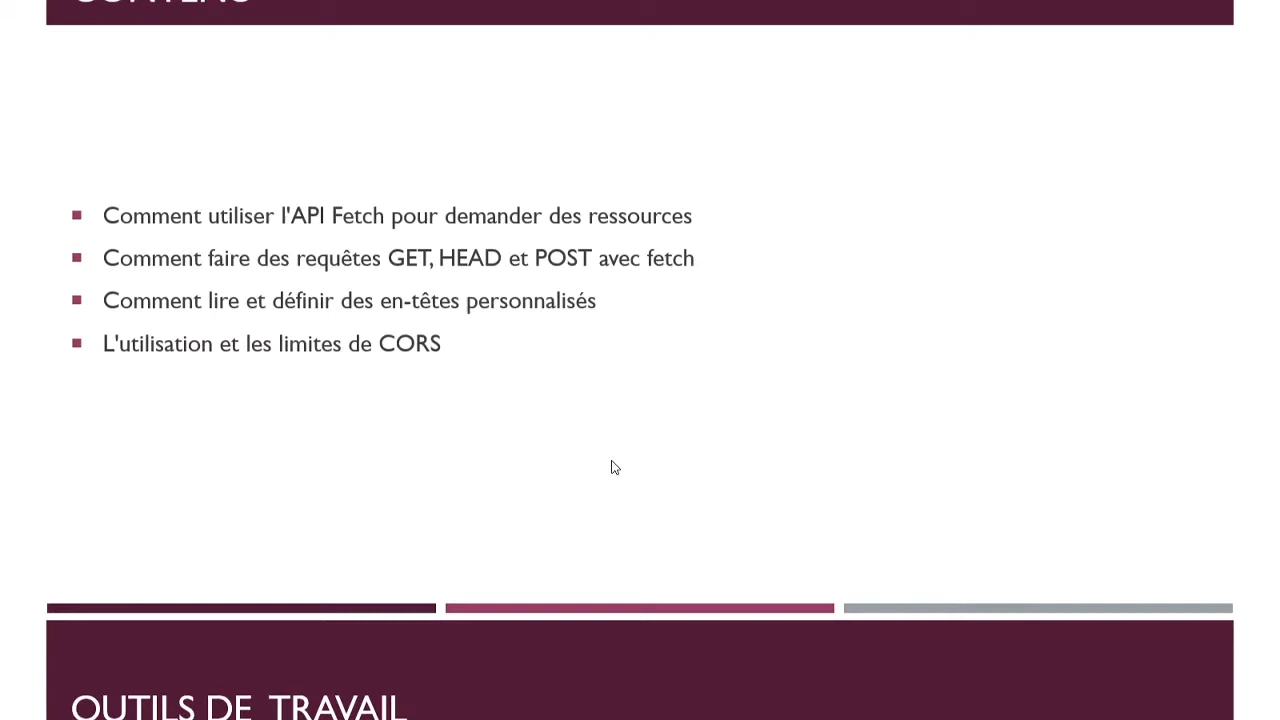 CONTENU
Comment utiliser l'API Fetch pour demander des ressources
Comment faire des requêtes GET, HEAD et POST avec fetch
Comment lire et définir des en-têtes personnalisés
L'utilisation et les limites de CORS
OUTILS DE TRAVAIL